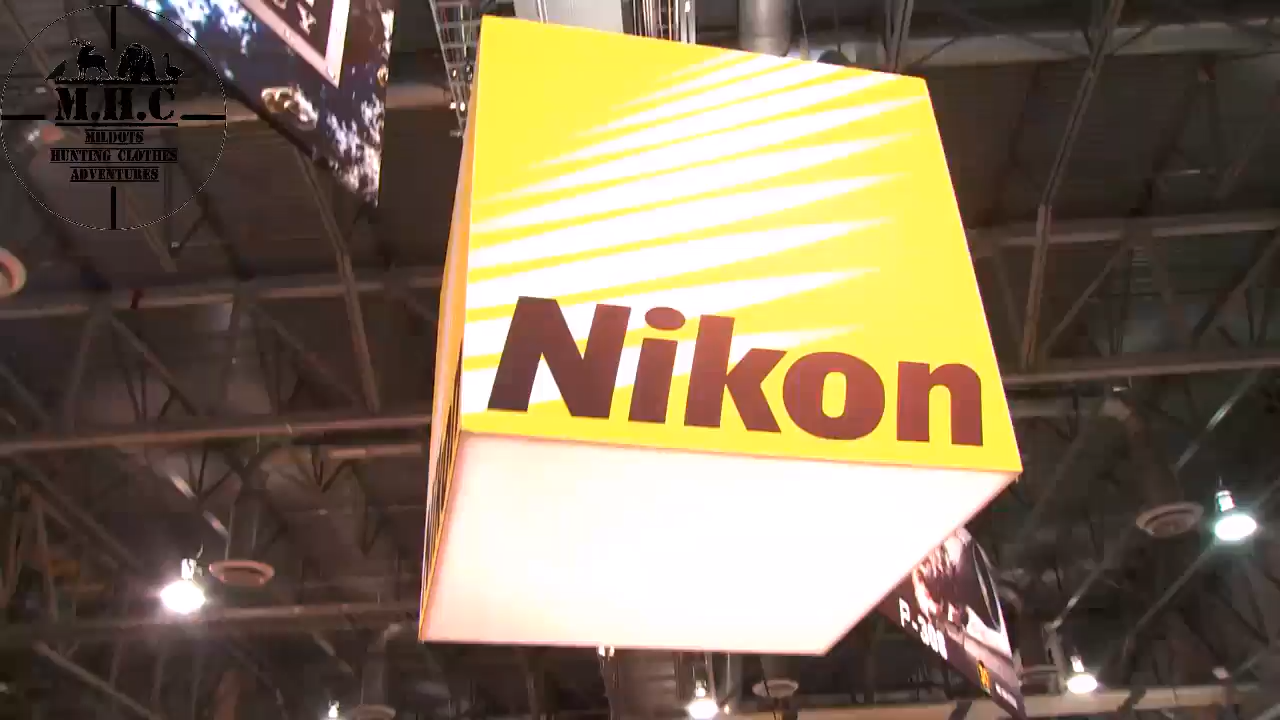 M.H.C
MILDOTS
HUNTING CLOTHES
ADVENTURES
Nikon
P-300